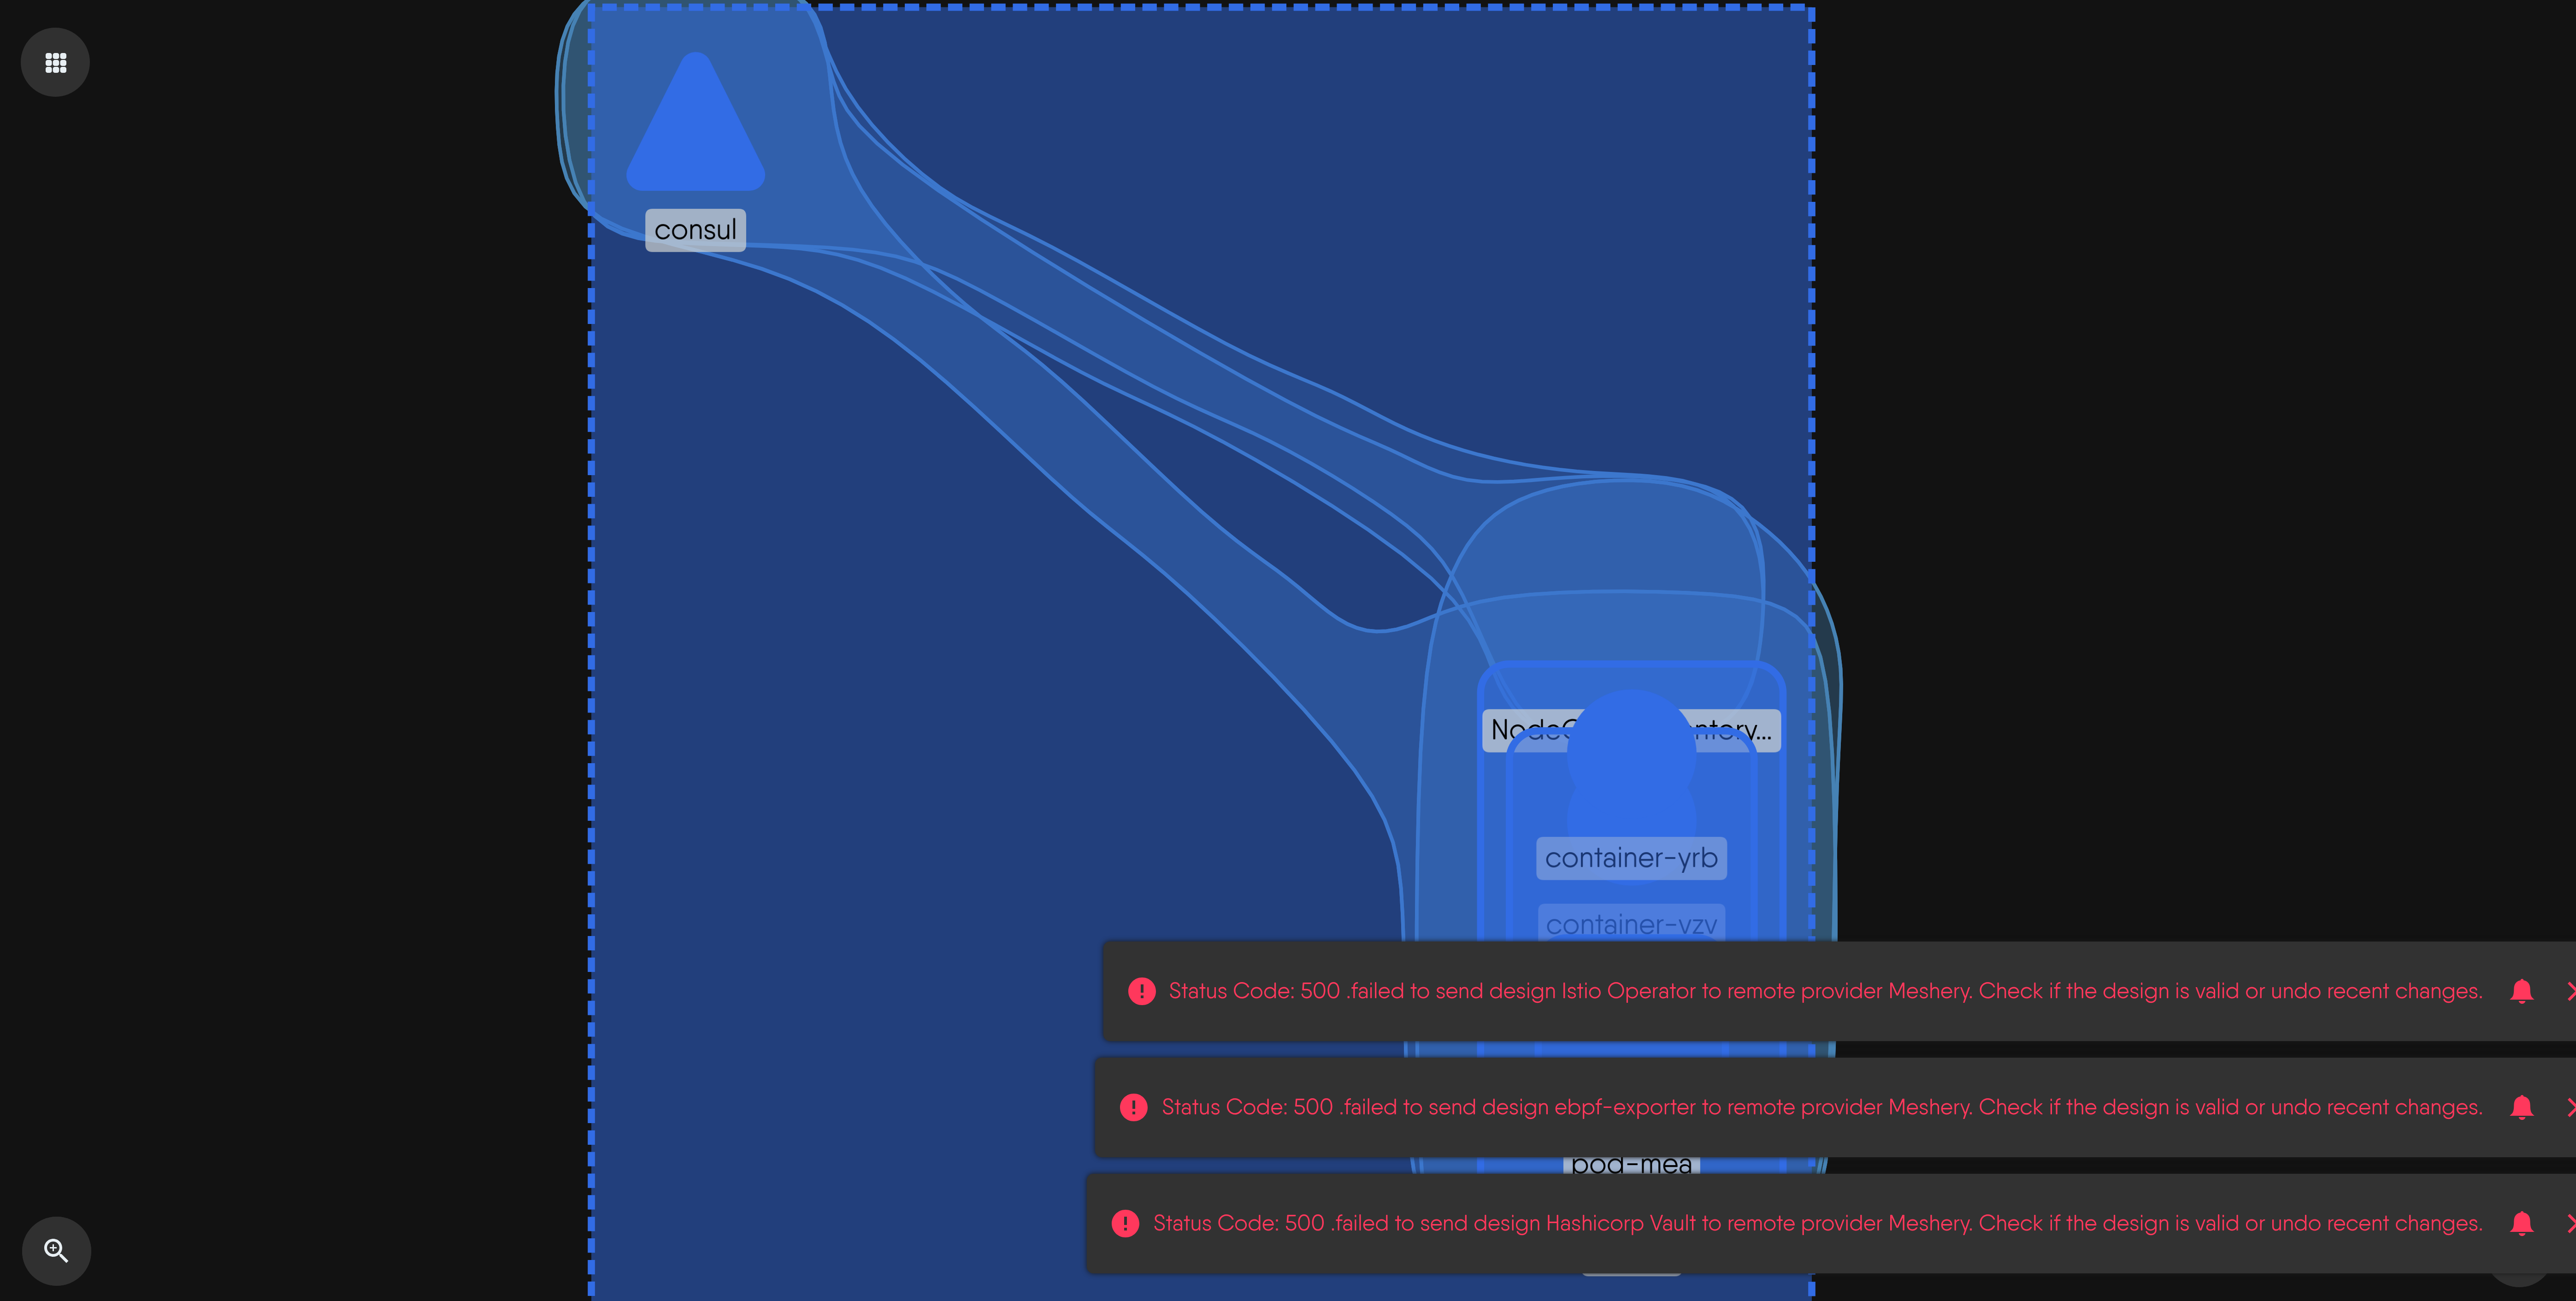 consul
ntory...
container-yrb
container-vzv
Status Code: 500 .failed to send design Istio Operator to remote provider Meshery. Check if the design is valid or undo recent changes.
Status Code: 500 .failed to send design ebpf-exporter to remote provider Meshery. Check if the design is valid or undo recent changes.
pod-mea
Status Code: 500 .failed to send design Hashicorp Vault to remote provider Meshery. Check if the design is valid or undo recent changes.